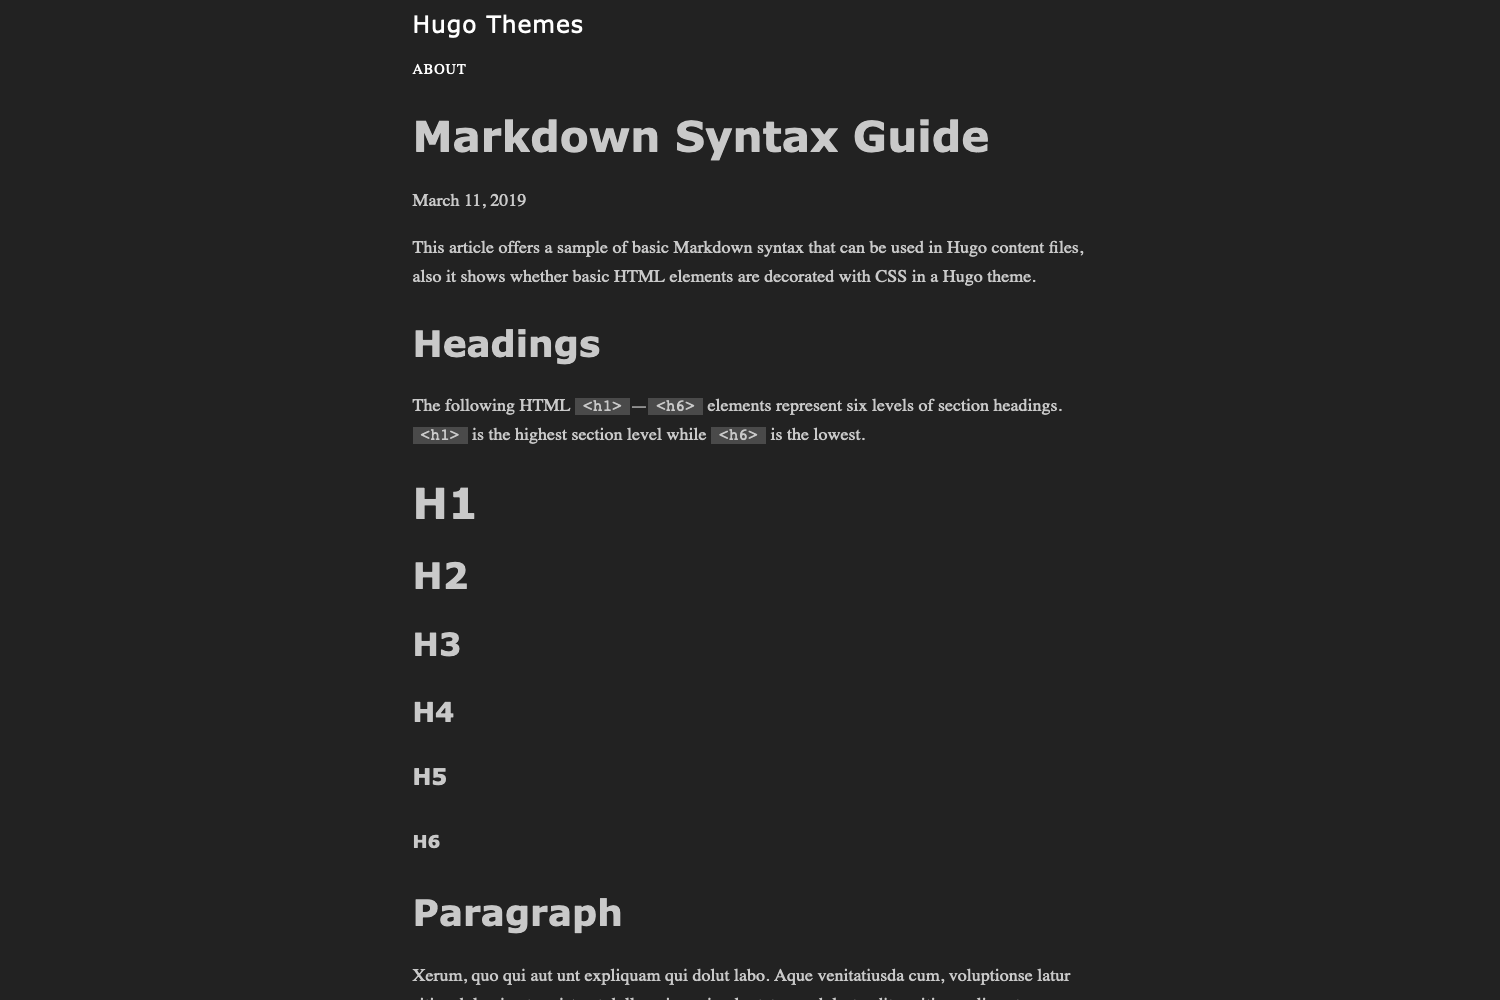 Hugo Themes
ABOUT
Markdown Syntax Guide
March 11, 2019
This article offers a sample of basic Markdown syntax that can be used in Hugo content files,
also it shows whether basic HTML elements are decorated with CSS in a Hugo theme.
Headings
The following HTML <h1>—<h6> elements represent six levels of section headings.
<h1> is the highest section level while <h6> is the lowest.
H1
H2
H3
H4
H5
H6
Paragraph
Xerum, quo qui aut unt expliquam qui dolut labo. Aque venitatiusda cum, voluptionse latur